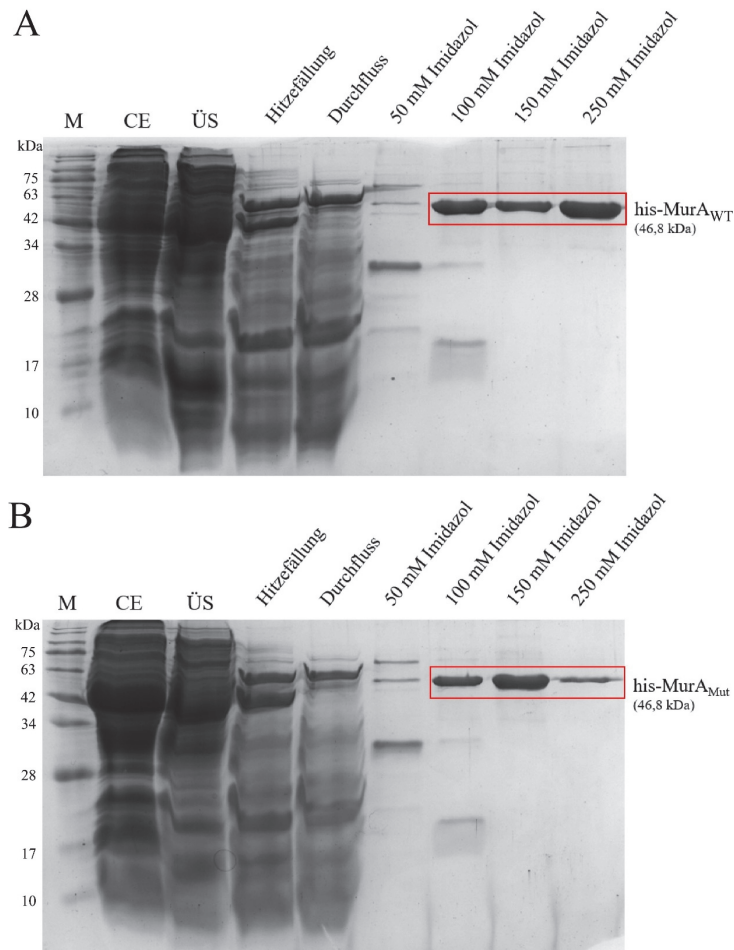 A
M CE ÜS Hitzefällung Durchfluss 50 mM Imidazol 100 mM Imidazol 150 mM Imidazol 250 mM Imidazol
kDa
75
63
42
34
28
17
10
his-MurAWT
(46,8 kDa)
B
M CE ÜS Hitzefällung Durchfluss 50 mM Imidazol 100 mM Imidazol 150 mM Imidazol 250 mM Imidazol
kDa
75
63
42
34
28
17
10
his-MurAMut
(46,8 kDa)